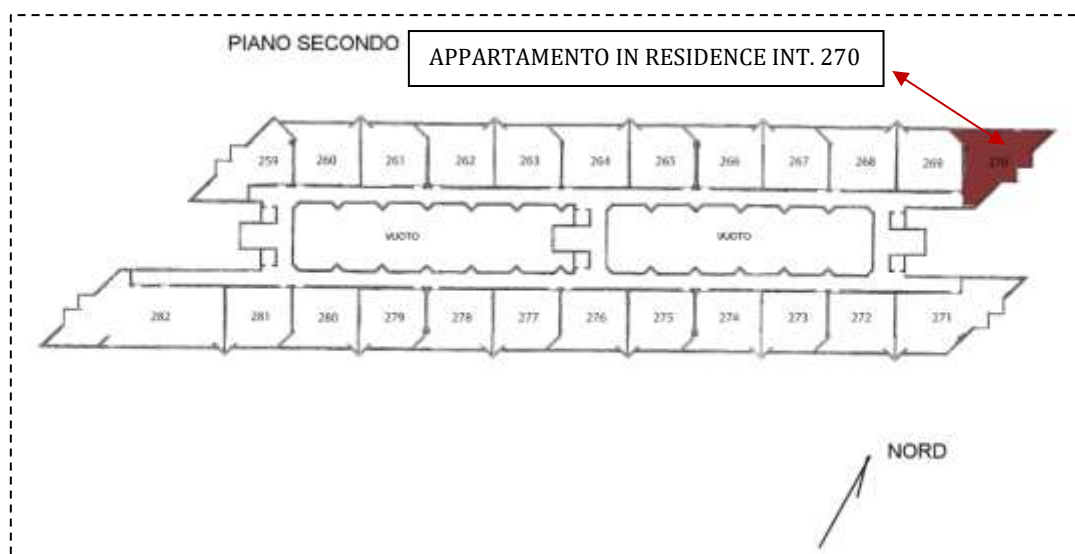 PIANO SECONDO
APPARTAMENTO IN RESIDENCE INT. 270
259 260 261 262 263 264 265 266 267 268 269 270
VUOTO VUOTO
282 281 280 279 278 277 276 275 274 273 272 271
NORD